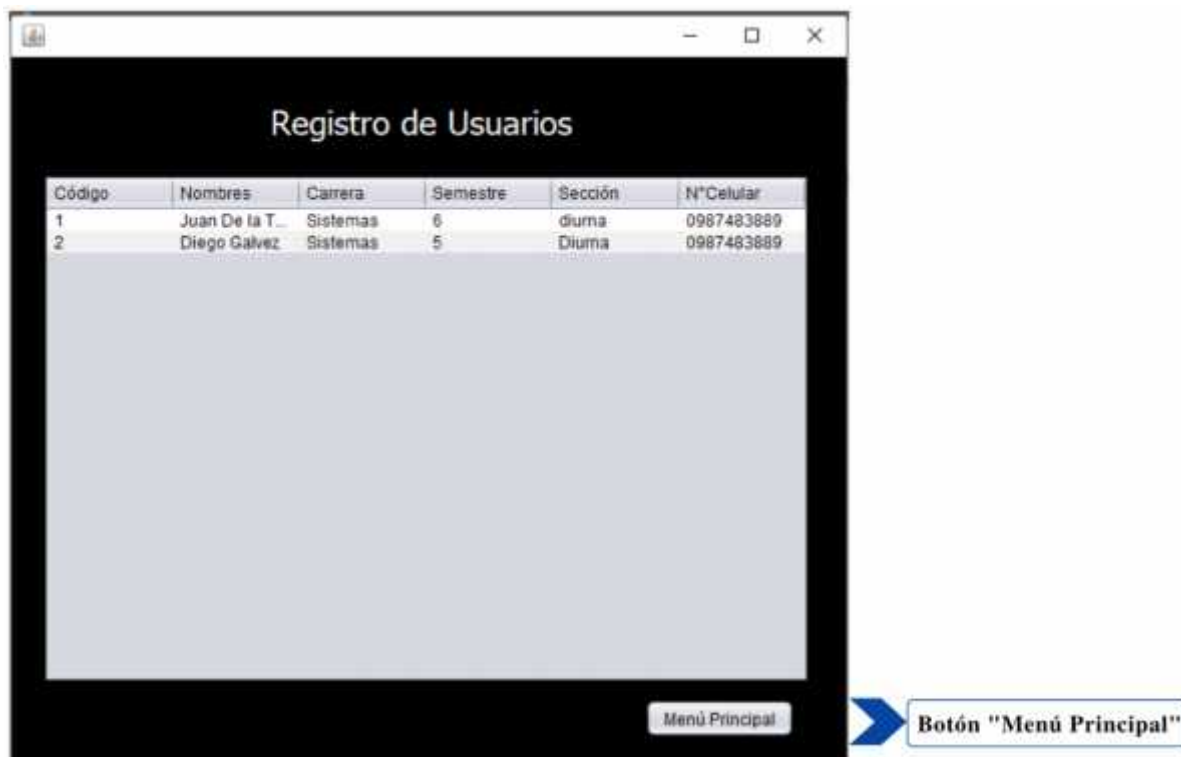 Registro de Usuarios
Código Nombres Carrera Semestre Sección N°Celular
1 Juan De la T... Sistemas 6 diurna 0987483889
2 Diego Galvez Sistemas 5 Diurna 0987483889
Menú Principal
Botón "Menú Principal"